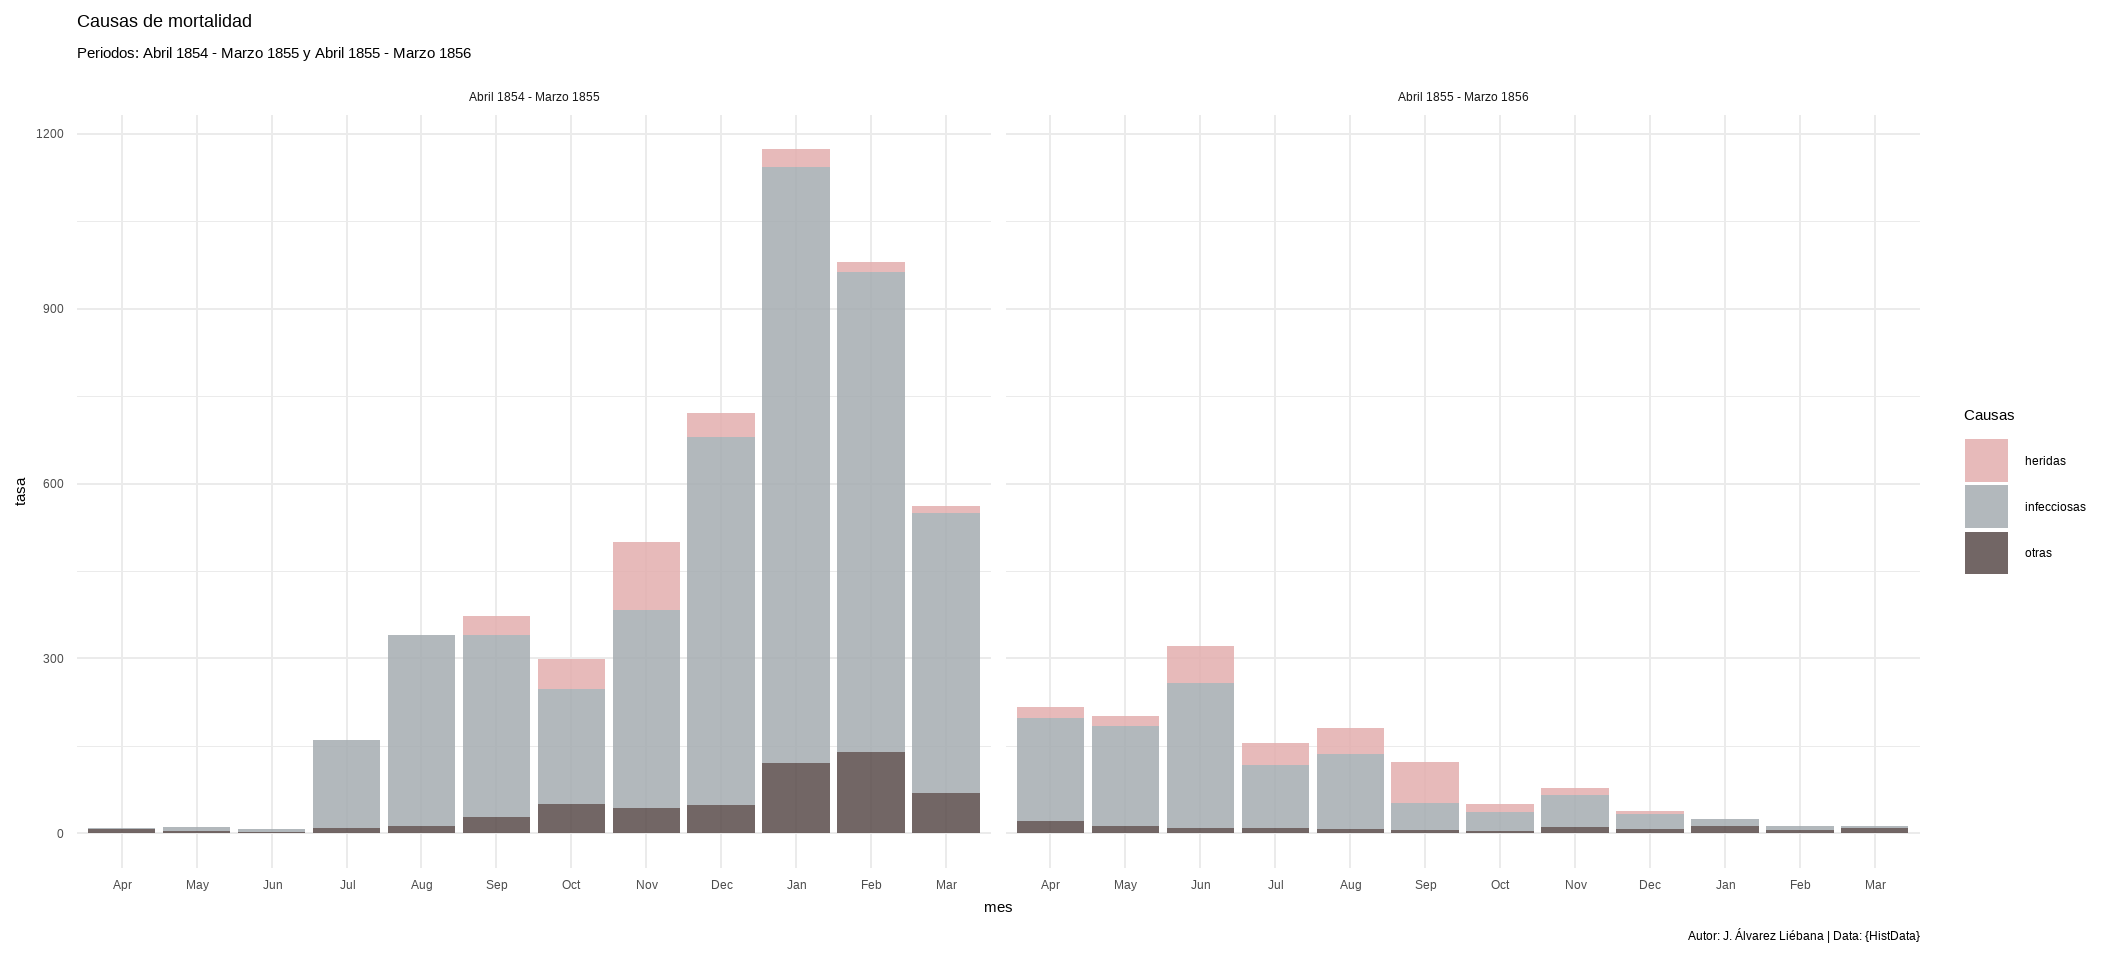 Causas de mortalidad
Periodos: Abril 1854 - Marzo 1855 y Abril 1855 - Marzo 1856
Abril 1854 - Marzo 1855
Abril 1855 - Marzo 1856
1200
900
600
300
0
tasa
Apr May Jun Jul Aug Sep Oct Nov Dec Jan Feb Mar
Apr May Jun Jul Aug Sep Oct Nov Dec Jan Feb Mar
mes
Causas
heridas
infecciosas
otras
Autor: J. Álvarez Liébana | Data: {HistData}